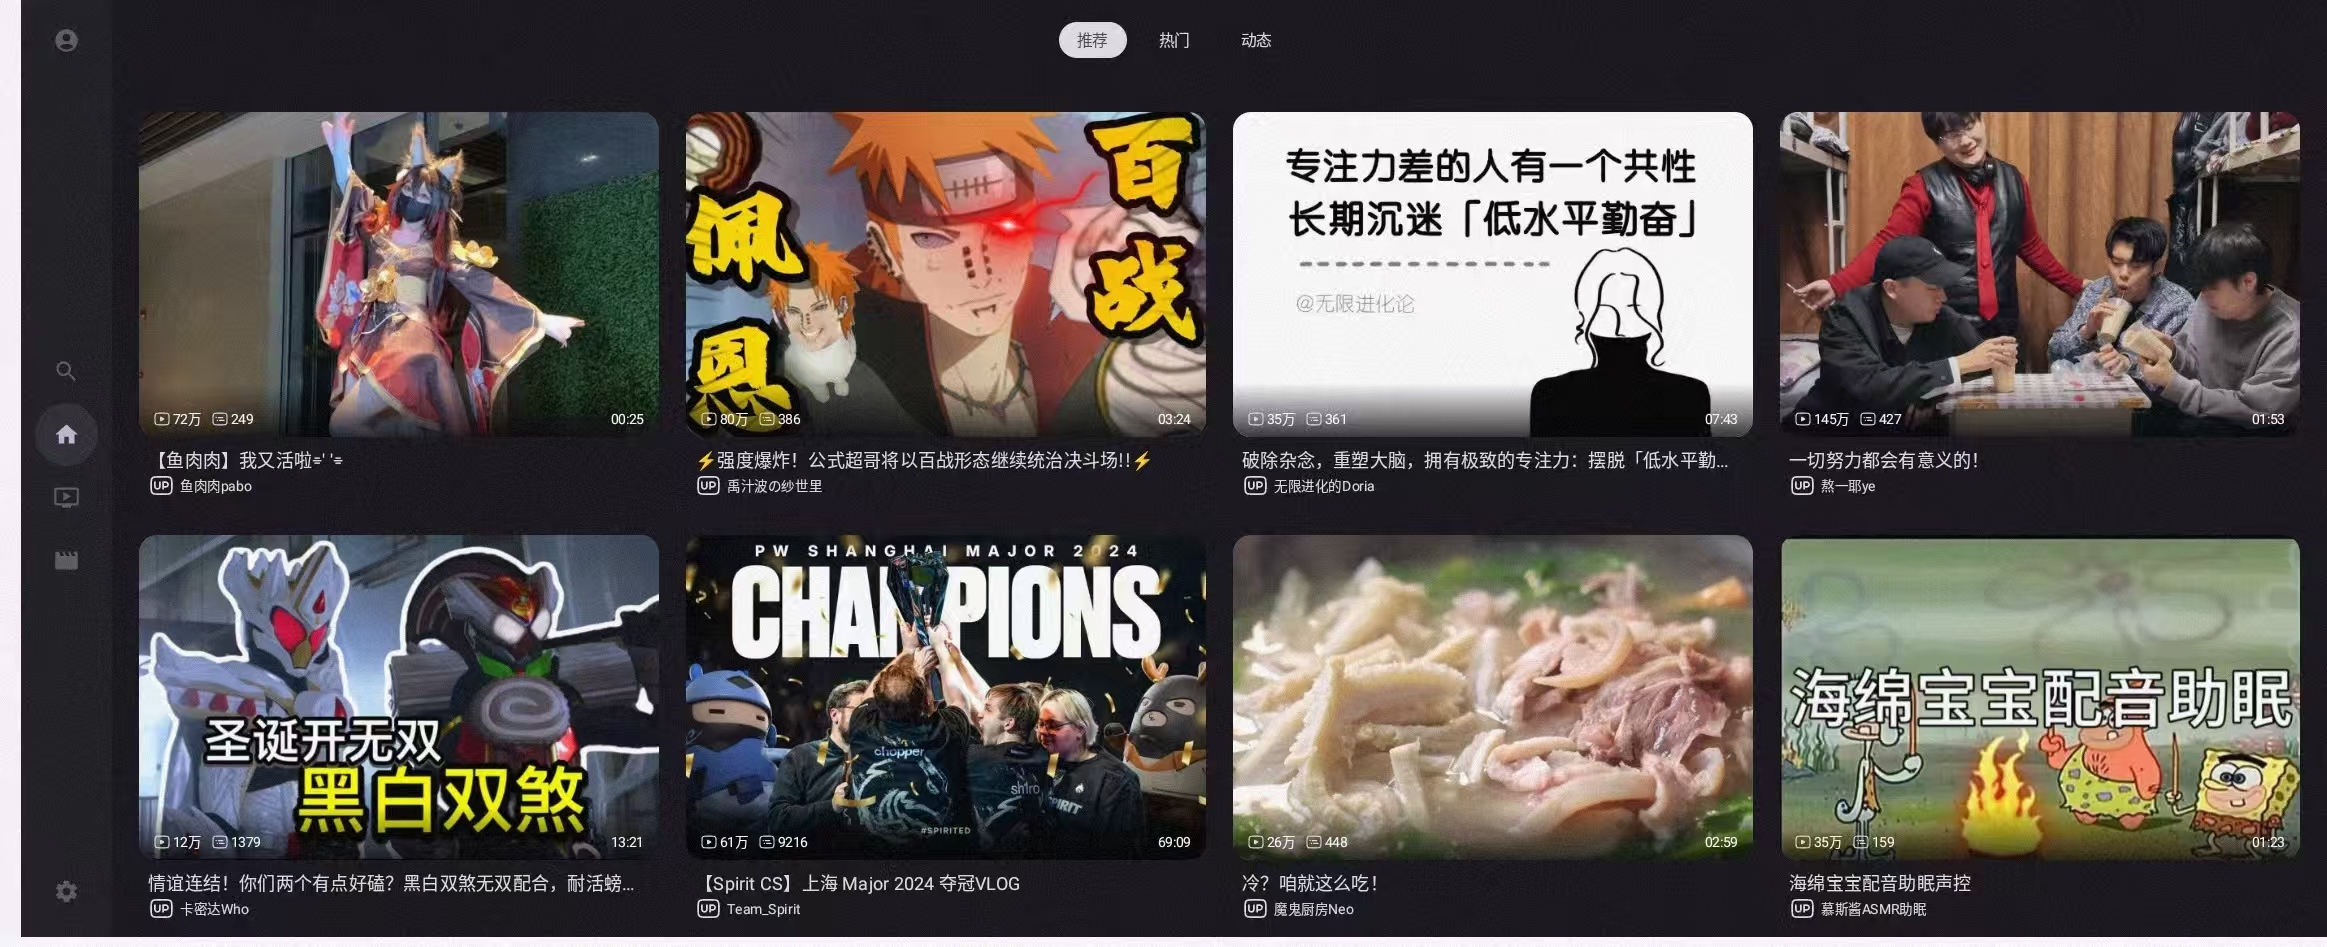 推荐
热门
动态
72万 249 00:25
【鱼肉肉】我又活啦=' '=
鱼肉肉pabo
佩恩
百战
80万 386 03:24
⚡强度爆炸！公式超哥将以百战形态继续统治决斗场!!⚡
禹汁波の纱世里
专注力差的人有一个共性
长期沉迷「低水平勤奋」
@无限进化论
35万 361 07:43
破除杂念，重塑大脑，拥有极致的专注力：摆脱「低水平勤...
无限进化的Doria
145万 427 01:53
一切努力都会有意义的！
熬一耶ye
圣诞开无双
黑白双煞
12万 1379 13:21
情谊连结！你们两个有点好磕？黑白双煞无双配合，耐活螃...
卡密达Who
PW SHANGHAI MAJOR 2024
CHAMPIONS
chopper
sh1ro
SPIRIT
#SPIRITED
61万 9216 69:09
【Spirit CS】上海 Major 2024 夺冠VLOG
Team_Spirit
26万 448 02:59
冷？咱就这么吃！
魔鬼厨房Neo
海绵宝宝配音助眠
35万 159 01:23
海绵宝宝配音助眠声控
慕斯酱ASMR助眠